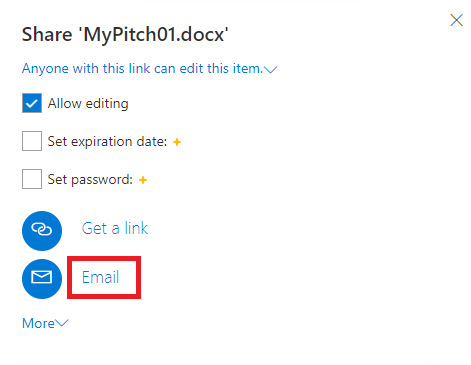 Share 'MyPitch01.docx'
Anyone with this link can edit this item.
Allow editing
Set expiration date:
Set password:
Get a link
Email
More